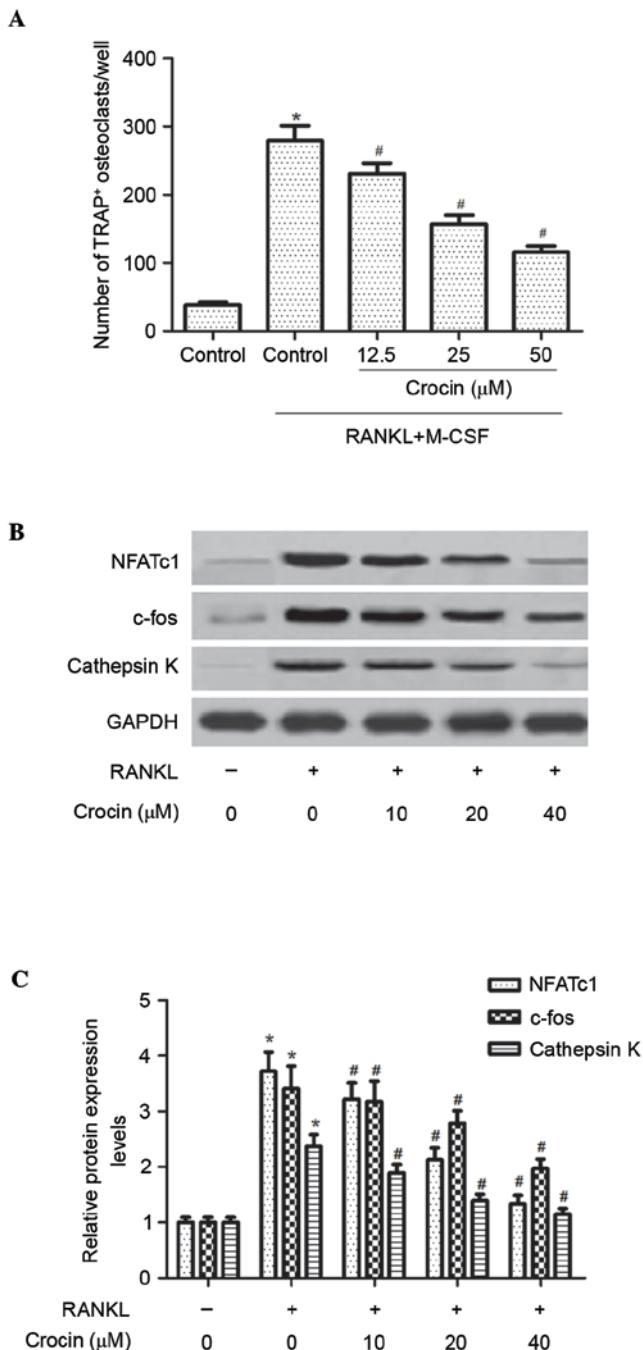 A
Number of TRAP+ osteoclasts/well
400
300
200
100
0
*
#
#
#
Control
Control
12.5
25
50
Crocin (µM)
RANKL+M-CSF
B
NFATc1
c-fos
Cathepsin K
GAPDH
RANKL – + + + +
Crocin (µM) 0 0 10 20 40
C
NFATc1
c-fos
Cathepsin K
Relative protein expression
levels
5
4
3
2
1
0
* * *
# # #
# # #
# # #
RANKL – + + + +
Crocin (µM) 0 0 10 20 40